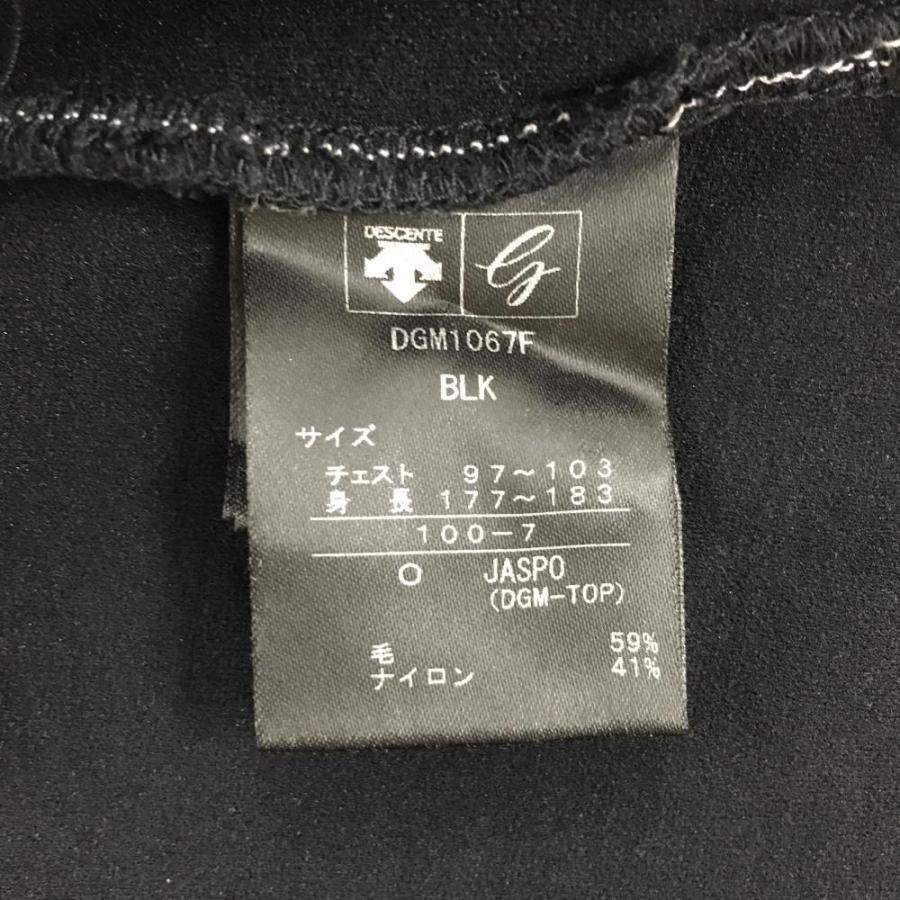 DESCENTE
G
DGM1067F
BLK
サイズ
チェスト 97～103
身 長 177～183
100−7
O JASPO
(DGM−TOP)
毛 59%
ナイロン 41%